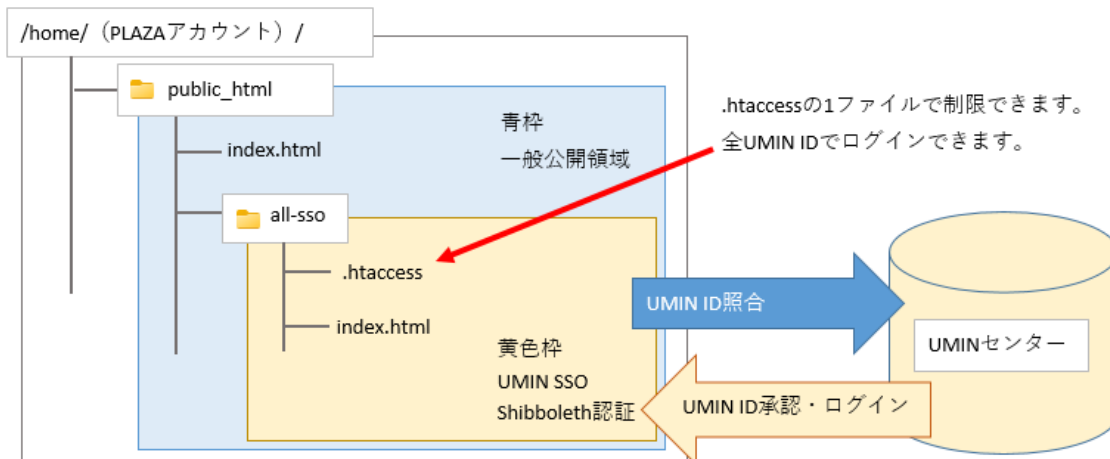 /home/（PLAZAアカウント）/
public_html
index.html
青枠
一般公開領域
.htaccessの1ファイルで制限できます。
全UMIN IDでログインできます。
all-sso
.htaccess
index.html
黄色枠
UMIN SSO
Shibboleth認証
UMIN ID照合
UMINセンター
UMIN ID承認・ログイン